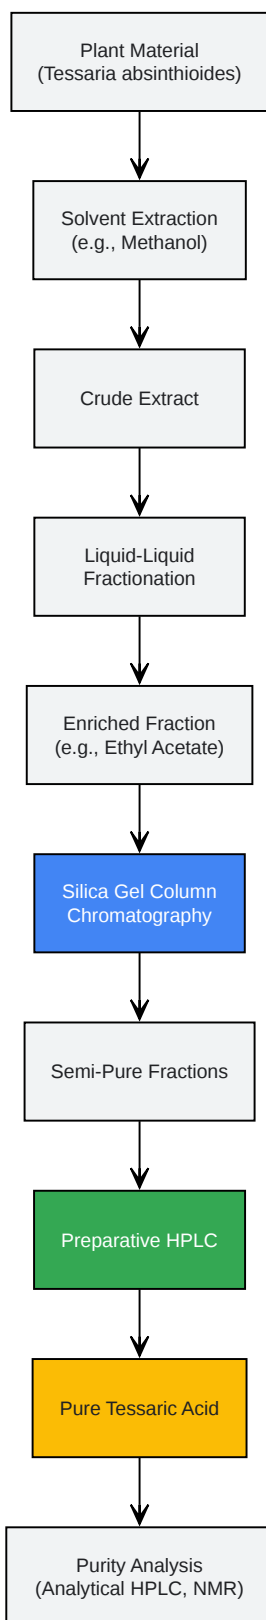 Plant Material
(Tessaria absinthioides)
Solvent Extraction
(e.g., Methanol)
Crude Extract
Liquid-Liquid
Fractionation
Enriched Fraction
(e.g., Ethyl Acetate)
Silica Gel Column
Chromatography
Semi-Pure Fractions
Preparative HPLC
Pure Tessaric Acid
Purity Analysis
(Analytical HPLC, NMR)